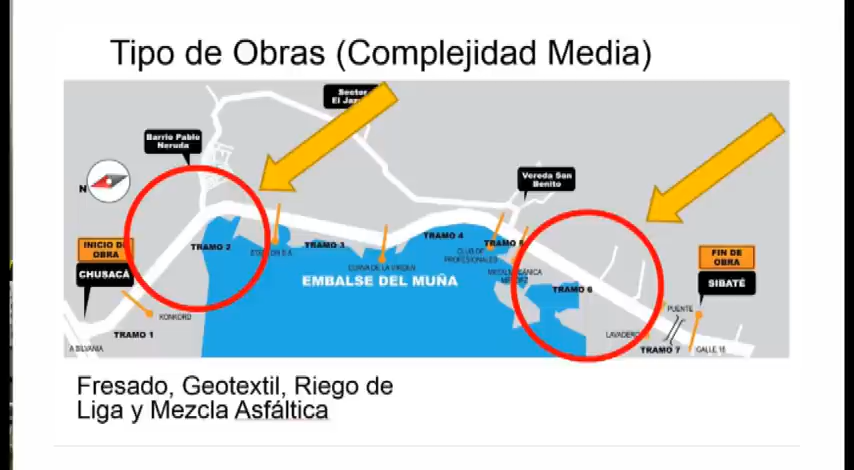 Tipo de Obras (Complejidad Media)
Sector
Barrio Pablo
Neruda
N
Vereda San
Benito
TRAMO 4
TRAMO 2
TRAMO 3
TRAMO 5
CLUB DE
PROFESIONALES
INICIO DE
OBRA
CHUSACÁ
FIN DE
OBRA
SIBATÉ
CURVA DE LA VIRGEN
EMBALSE DEL MUÑA
TRAMO 6
KONKORD
PUENTE
TRAMO 1
LAVADERO
A SILVANIA
TRAMO 7
CALLE 16
Fresado, Geotextil, Riego de
Liga y Mezcla Asfáltica